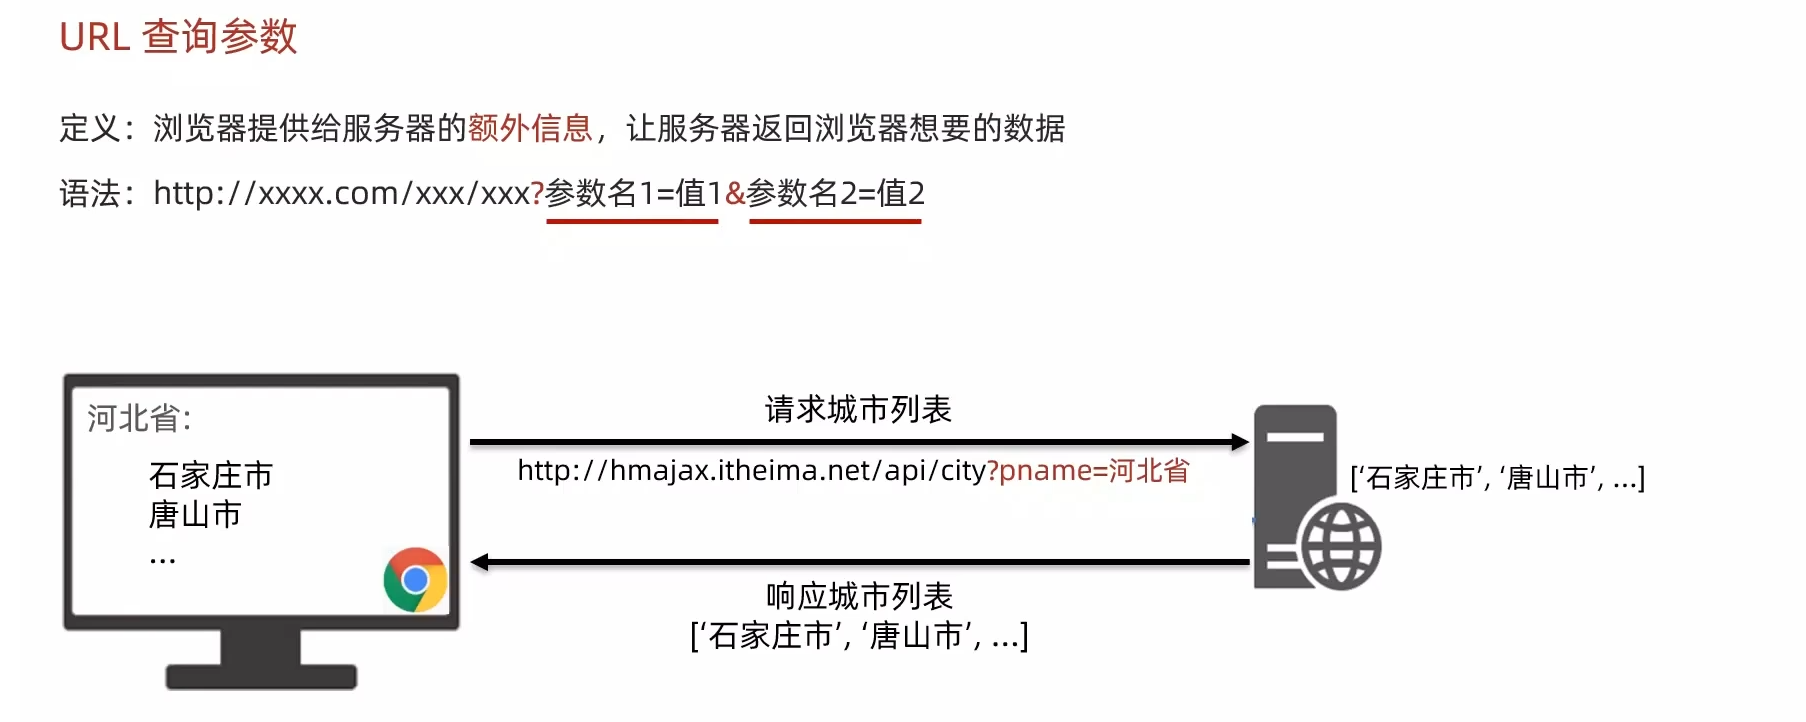 URL 查询参数
定义：浏览器提供给服务器的额外信息，让服务器返回浏览器想要的数据
语法：http://xxxx.com/xxx/xxx?参数名1=值1&参数名2=值2
河北省：
石家庄市
唐山市
...
请求城市列表
http://hmajax.itheima.net/api/city?pname=河北省
['石家庄市', '唐山市', ...]
响应城市列表
['石家庄市', '唐山市', ...]